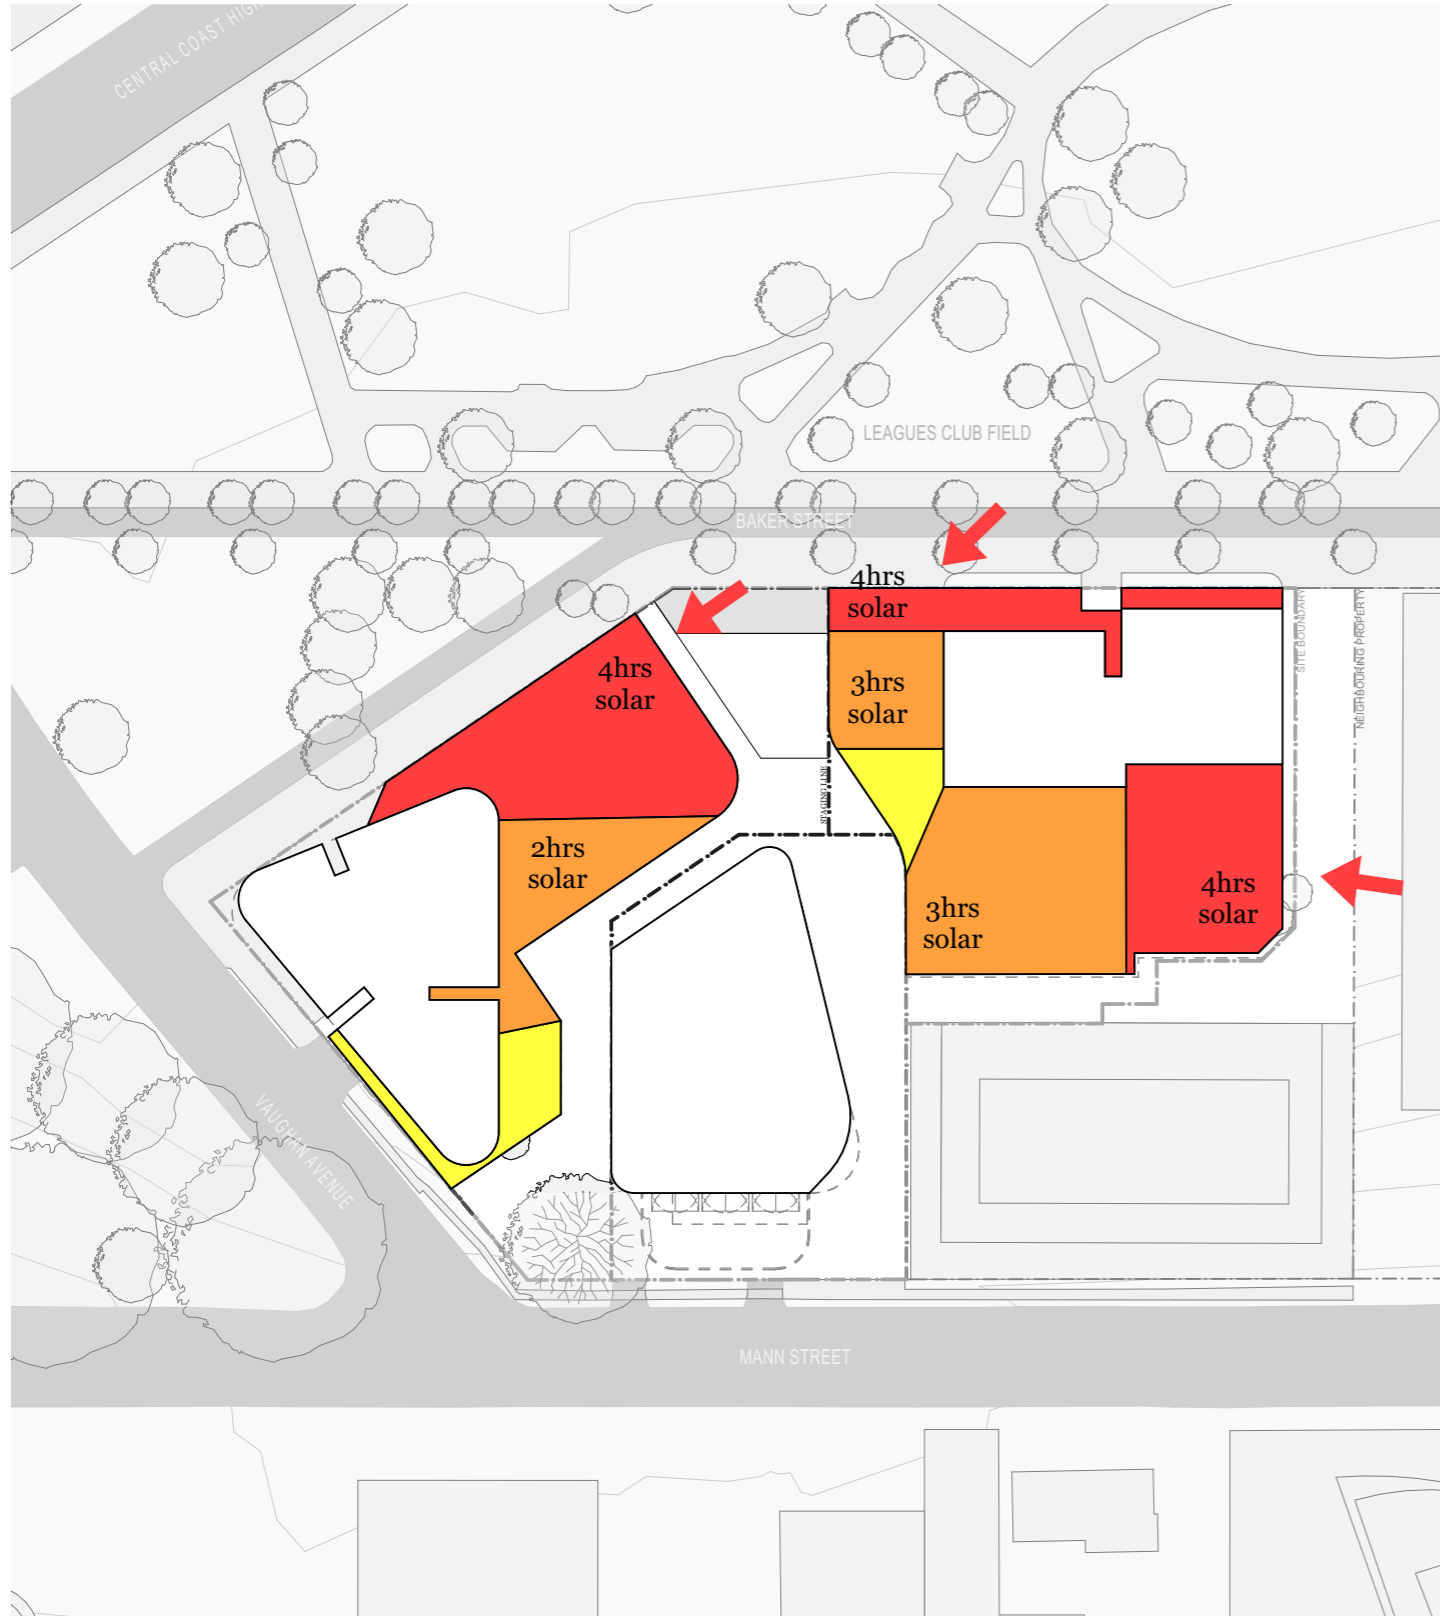 CENTRAL COAST HIGH
LEAGUES CLUB FIELD
BAKER STREET
4hrs
solar
4hrs
solar
3hrs
solar
SITE BOUNDARY
NEIGHBOURING PROPERTY
STAGING LINE
2hrs
solar
3hrs
solar
4hrs
solar
VAUGHAN AVENUE
MANN STREET